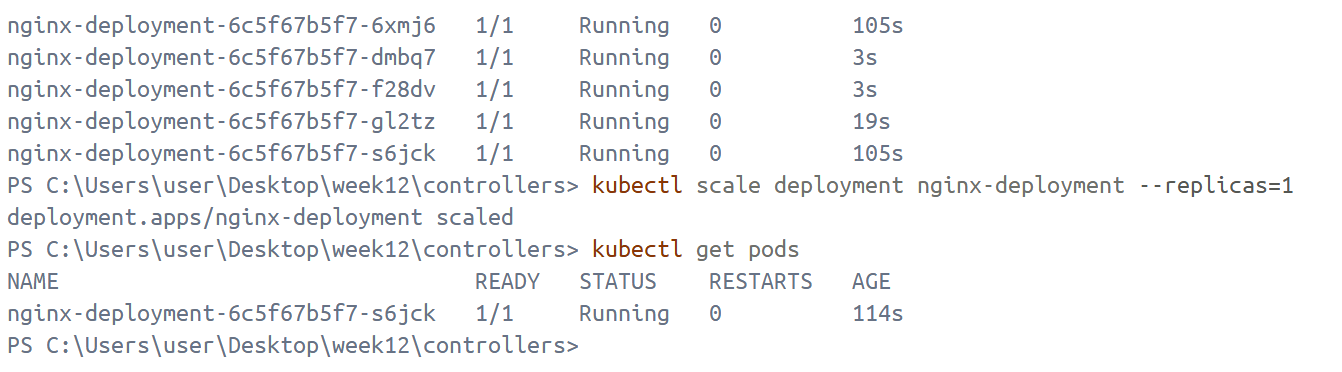 nginx-deployment-6c5f67b5f7-6xmj6   1/1     Running   0          105s
nginx-deployment-6c5f67b5f7-dmbq7   1/1     Running   0          3s
nginx-deployment-6c5f67b5f7-f28dv   1/1     Running   0          3s
nginx-deployment-6c5f67b5f7-gl2tz   1/1     Running   0          19s
nginx-deployment-6c5f67b5f7-s6jck   1/1     Running   0          105s
PS C:\Users\user\Desktop\week12\controllers> kubectl scale deployment nginx-deployment --replicas=1
deployment.apps/nginx-deployment scaled
PS C:\Users\user\Desktop\week12\controllers> kubectl get pods
NAME                                READY   STATUS    RESTARTS   AGE
nginx-deployment-6c5f67b5f7-s6jck   1/1     Running   0          114s
PS C:\Users\user\Desktop\week12\controllers>